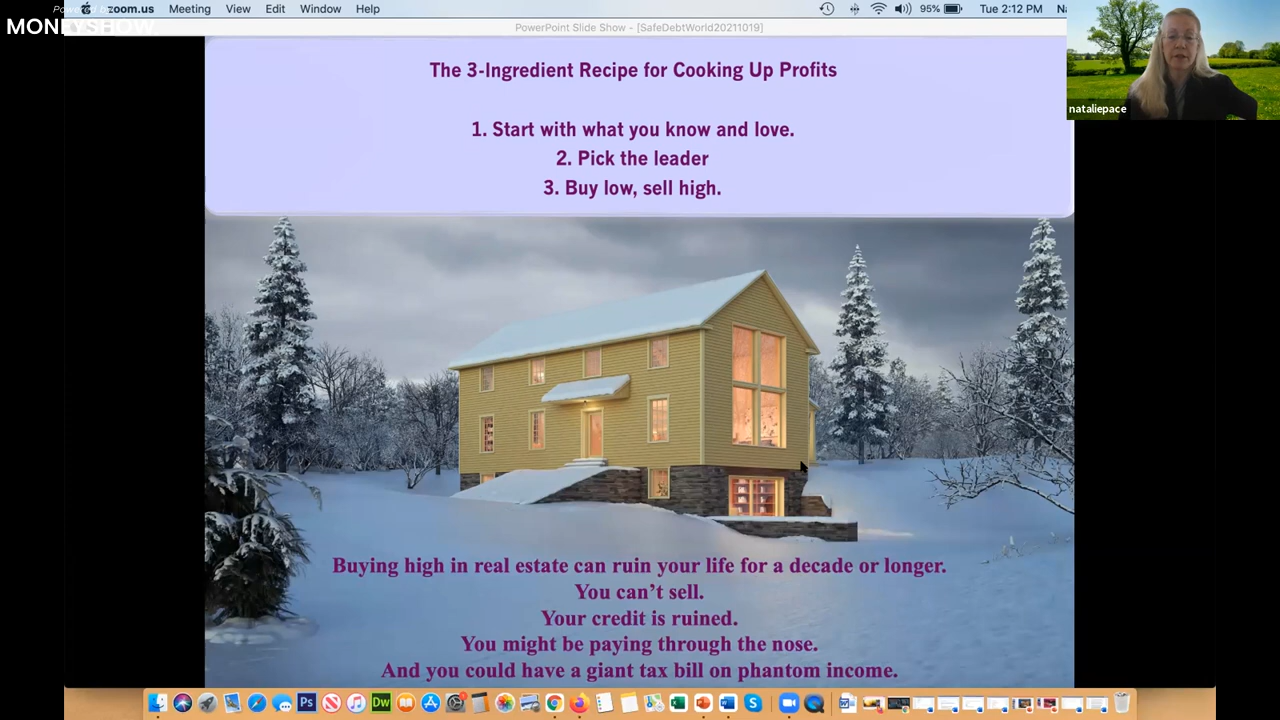 Powered by
MONEYSHOW
zoom.us Meeting View Edit Window Help 95% Tue 2:12 PM
PowerPoint Slide Show - [SafeDebtWorld20211019]
nataliepace
The 3-Ingredient Recipe for Cooking Up Profits
1. Start with what you know and love.
2. Pick the leader
3. Buy low, sell high.
Buying high in real estate can ruin your life for a decade or longer.
You can’t sell.
Your credit is ruined.
You might be paying through the nose.
And you could have a giant tax bill on phantom income.
Ps Dw